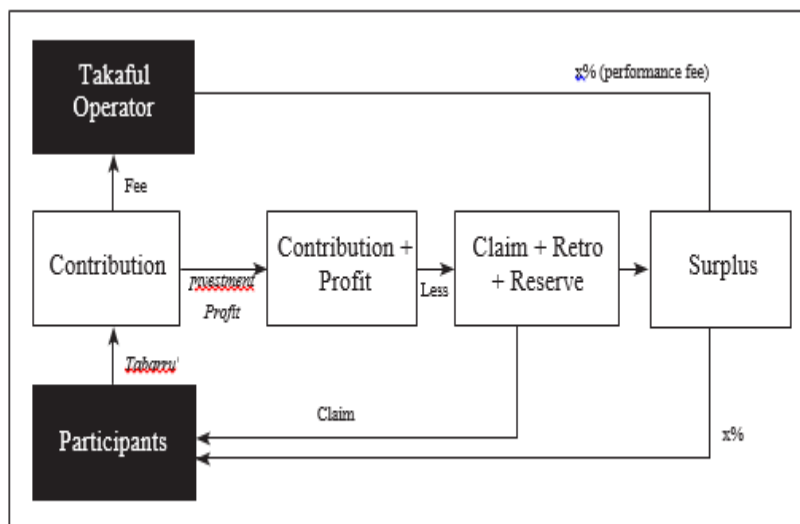 Takaful
Operator
x% (performance fee)
Fee
Contribution
Investment
Profit
Contribution +
Profit
Less
Claim + Retro
+ Reserve
Surplus
Tabarru'
Participants
Claim
x%